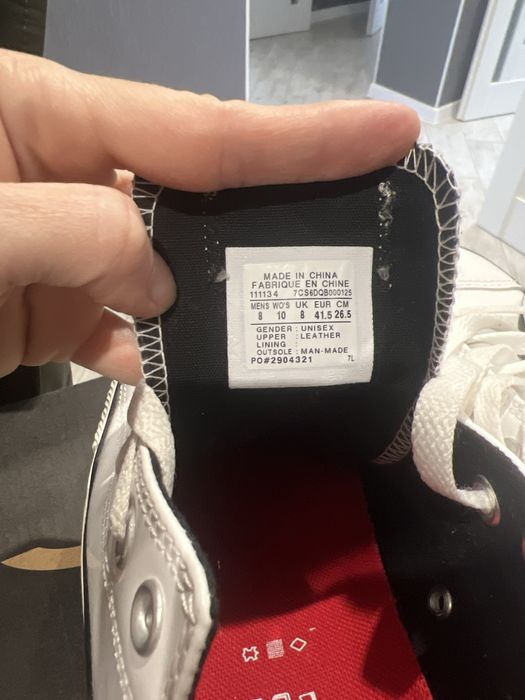 MADE IN CHINA
FABRIQUE EN CHINE
111134 7CS6DQB000125
MENS WO'S UK EUR CM
8 10 8 41.5 26.5
GENDER : UNISEX
UPPER : LEATHER
LINING :
OUTSOLE : MAN-MADE
PO#2904321 7L